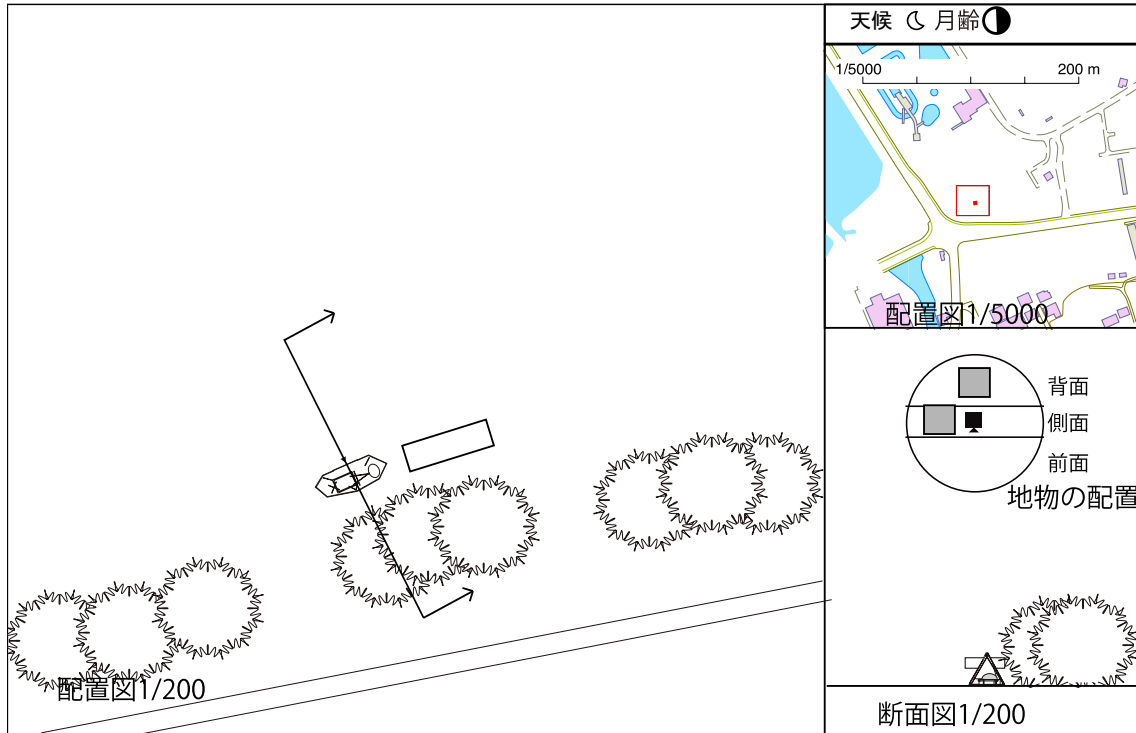 天候 ☾ 月齢
1/5000 200 m
配置図1/5000
背面
側面
前面
地物の配置
配置図1/200
断面図1/200